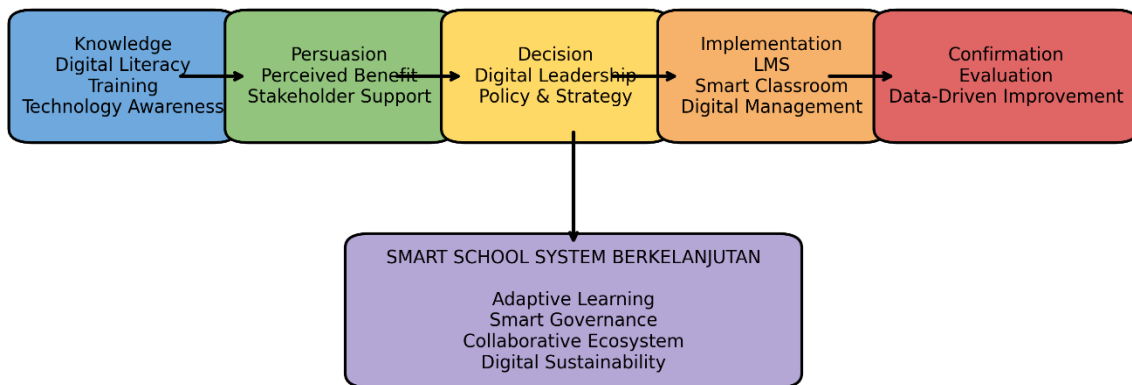 Knowledge
Digital Literacy
Training
Technology Awareness
Persuasion
Perceived Benefit
Stakeholder Support
Decision
Digital Leadership
Policy & Strategy
Implementation
LMS
Smart Classroom
Digital Management
Confirmation
Evaluation
Data-Driven Improvement
SMART SCHOOL SYSTEM BERKELANJUTAN
Adaptive Learning
Smart Governance
Collaborative Ecosystem
Digital Sustainability